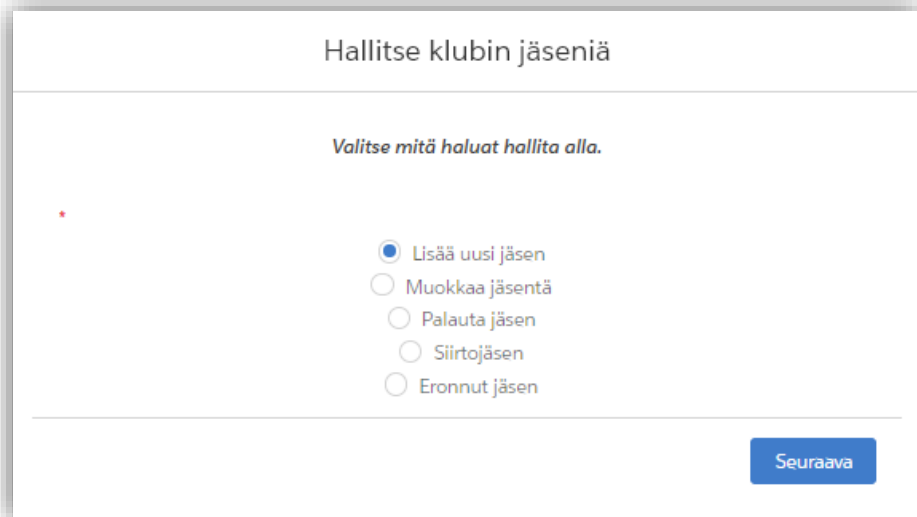 Hallitse klubin jäseniä
Valitse mitä haluat hallita alla.
*
Lisää uusi jäsen
Muokkaa jäsentä
Palauta jäsen
Siirtojäsen
Eronnut jäsen
Seuraava